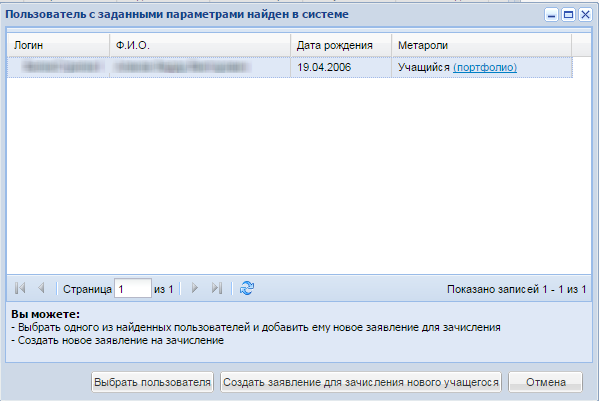 Пользователь с заданными параметрами найден в системе
Логин Ф.И.О. Дата рождения Метароли
19.04.2006 Учащийся (портфолио)
Страница 1 из 1 Показано записей 1 - 1 из 1
Вы можете:
- Выбрать одного из найденных пользователей и добавить ему новое заявление для зачисления
- Создать новое заявление на зачисление
Выбрать пользователя Создать заявление для зачисления нового учащегося Отмена